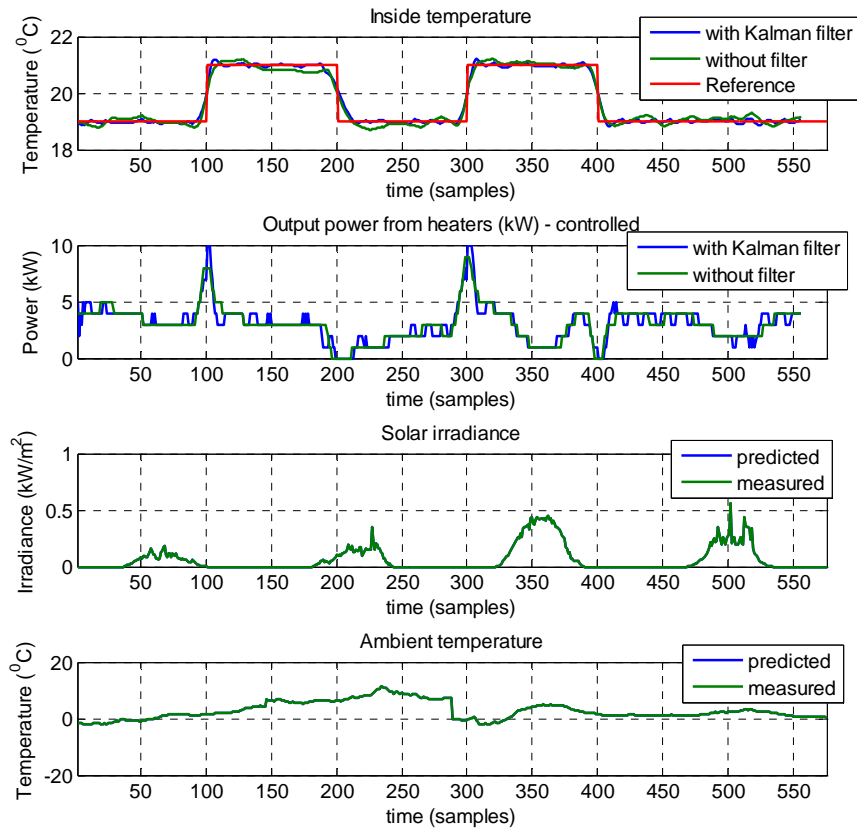 Inside temperature
22
20
18
Temperature (⁰C)
with Kalman filter
without filter
Reference
50 100 150 200 250 300 350 400 450 500 550
time (samples)
Output power from heaters (kW) - controlled
10
5
0
Power (kW)
with Kalman filter
without filter
50 100 150 200 250 300 350 400 450 500 550
time (samples)
Solar irradiance
1
0.5
0
Irradiance (kW/m²)
predicted
measured
50 100 150 200 250 300 350 400 450 500 550
time (samples)
Ambient temperature
20
0
-20
Temperature (⁰C)
predicted
measured
50 100 150 200 250 300 350 400 450 500 550
time (samples)